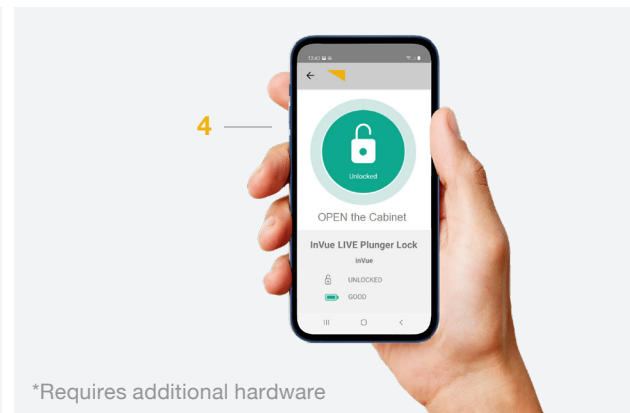 12:40
4
Unlocked
OPEN the Cabinet
InVue LIVE Plunger Lock
InVue
UNLOCKED
GOOD
*Requires additional hardware